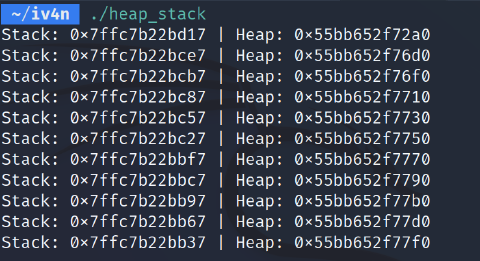 ~/iv4n ./heap_stack
Stack: 0×7ffc7b22bd17 | Heap: 0×55bb652f72a0
Stack: 0×7ffc7b22bce7 | Heap: 0×55bb652f76d0
Stack: 0×7ffc7b22bcb7 | Heap: 0×55bb652f76f0
Stack: 0×7ffc7b22bc87 | Heap: 0×55bb652f7710
Stack: 0×7ffc7b22bc57 | Heap: 0×55bb652f7730
Stack: 0×7ffc7b22bc27 | Heap: 0×55bb652f7750
Stack: 0×7ffc7b22bbf7 | Heap: 0×55bb652f7770
Stack: 0×7ffc7b22bbc7 | Heap: 0×55bb652f7790
Stack: 0×7ffc7b22bb97 | Heap: 0×55bb652f77b0
Stack: 0×7ffc7b22bb67 | Heap: 0×55bb652f77d0
Stack: 0×7ffc7b22bb37 | Heap: 0×55bb652f77f0